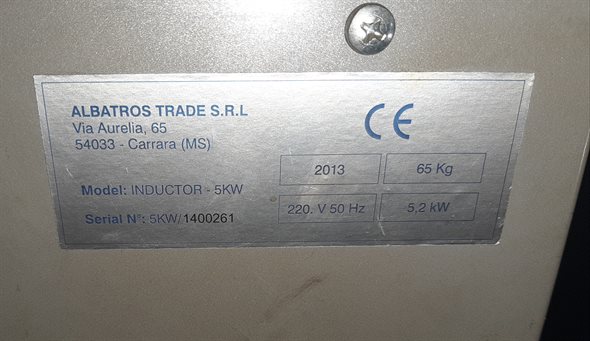 ALBATROS TRADE S.R.L
Via Aurelia, 65
54033 - Carrara (MS)
CE
2013
65 Kg
Model: INDUCTOR - 5KW
Serial Nº: 5KW/1400261
220. V 50 Hz
5,2 kW